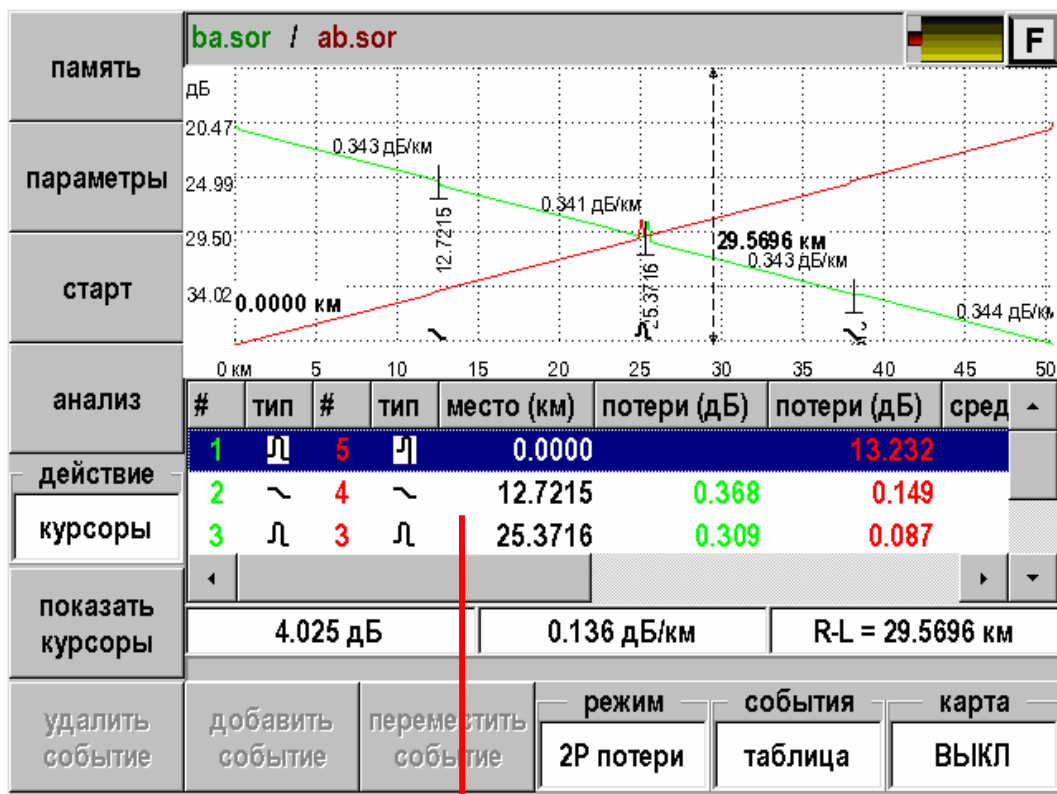 ba.sor / ab.sor
F
память
параметры
старт
анализ
действие
курсоры
показать
курсоры
дБ
20.47
24.99
29.50
34.02
0.343 дБ/км
0.341 дБ/км
0.343 дБ/км
0.344 дБ/км
12.7215
25.3716
29.5696 км
0.0000 км
0 км 5 10 15 20 25 30 35 40 45 50
# тип # тип место (км) потери (дБ) потери (дБ) сред
1 5 0.0000 13.232
2 4 12.7215 0.368 0.149
3 3 25.3716 0.309 0.087
4.025 дБ 0.136 дБ/км R-L = 29.5696 км
удалить
событие
добавить
событие
переместить
событие
режим
2P потери
события
таблица
карта
ВЫКЛ